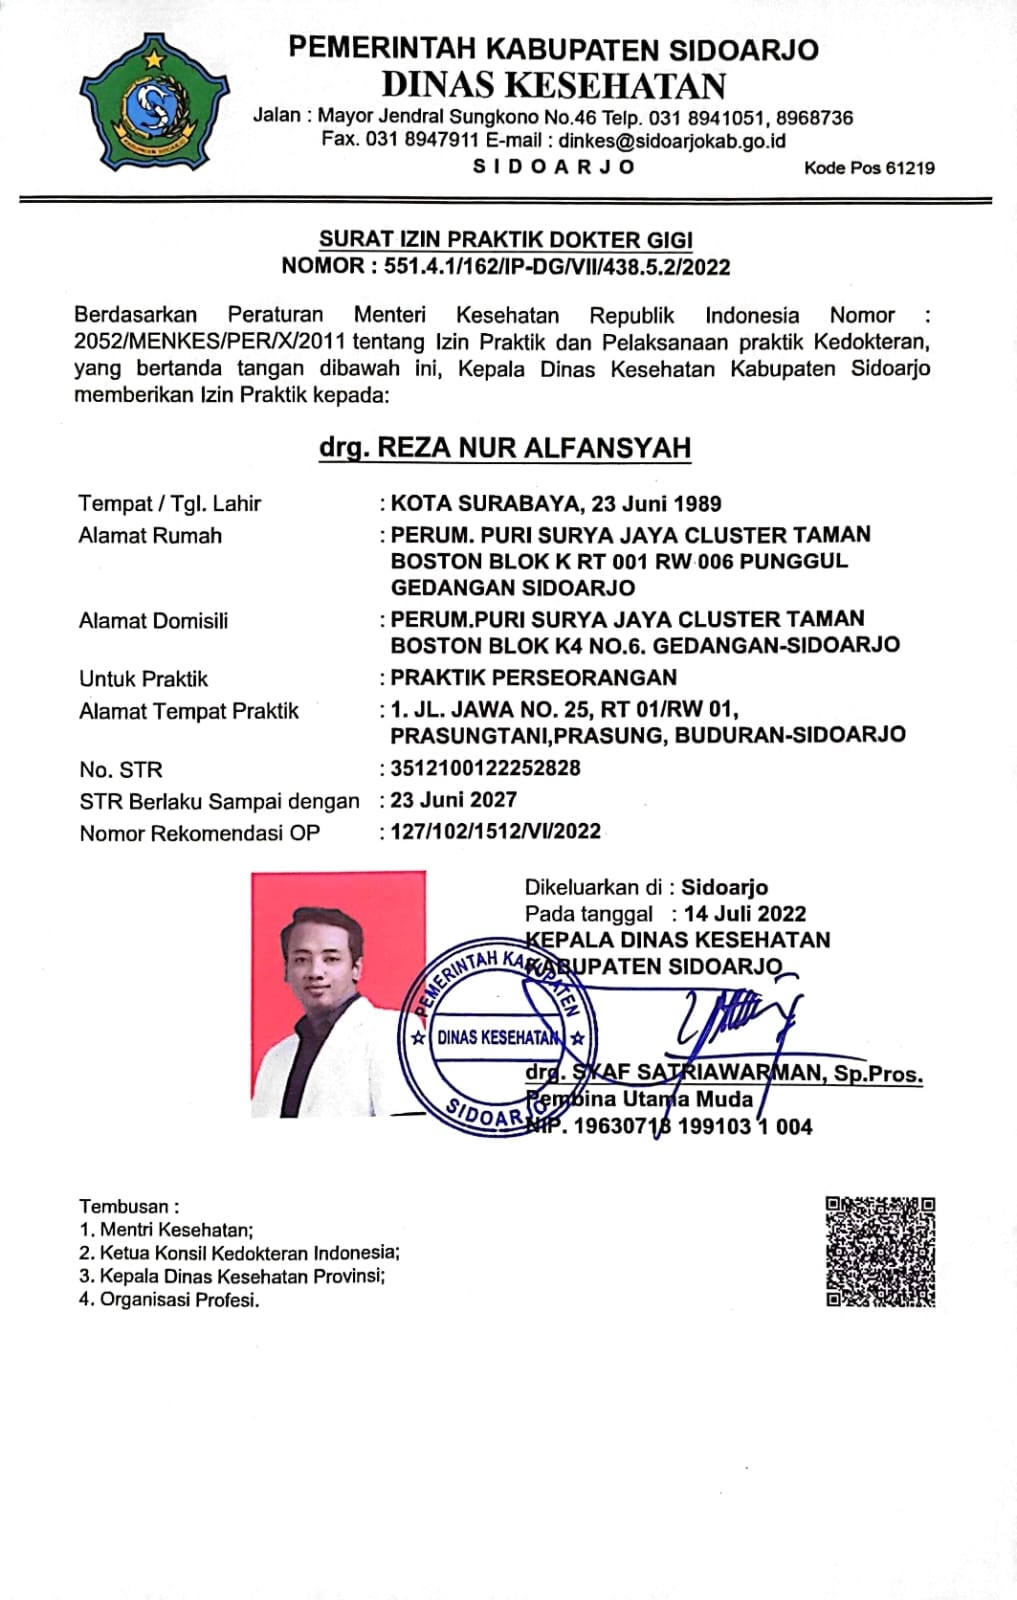 PEMERINTAH KABUPATEN SIDOARJO
DINAS KESEHATAN
Jalan : Mayor Jendral Sungkono No.46 Telp. 031 8941051, 8968736
Fax. 031 8947911 E-mail : dinkes@sidoarjokab.go.id
S I D O A R J O
Kode Pos 61219
SURAT IZIN PRAKTIK DOKTER GIGI
NOMOR : 551.4.1/162/IP-DG/VII/438.5.2/2022
Berdasarkan Peraturan Menteri Kesehatan Republik Indonesia Nomor :
2052/MENKES/PER/X/2011 tentang Izin Praktik dan Pelaksanaan praktik Kedokteran,
yang bertanda tangan dibawah ini, Kepala Dinas Kesehatan Kabupaten Sidoarjo
memberikan Izin Praktik kepada:
drg. REZA NUR ALFANSYAH
Tempat / Tgl. Lahir : KOTA SURABAYA, 23 Juni 1989
Alamat Rumah : PERUM. PURI SURYA JAYA CLUSTER TAMAN
BOSTON BLOK K RT 001 RW 006 PUNGGUL
GEDANGAN SIDOARJO
Alamat Domisili : PERUM.PURI SURYA JAYA CLUSTER TAMAN
BOSTON BLOK K4 NO.6. GEDANGAN-SIDOARJO
Untuk Praktik : PRAKTIK PERSEORANGAN
Alamat Tempat Praktik : 1. JL. JAWA NO. 25, RT 01/RW 01,
PRASUNGTANI,PRASUNG, BUDURAN-SIDOARJO
No. STR : 3512100122252828
STR Berlaku Sampai dengan : 23 Juni 2027
Nomor Rekomendasi OP : 127/102/1512/VI/2022
Dikeluarkan di : Sidoarjo
Pada tanggal : 14 Juli 2022
KEPALA DINAS KESEHATAN
KABUPATEN SIDOARJO
PEMERINTAH KABUPATEN
DINAS KESEHATAN
SIDOARJO
drg. SYAF SATRIAWARMAN, Sp.Pros.
Pembina Utama Muda
NIP. 19630718 199103 1 004
Tembusan :
1. Mentri Kesehatan;
2. Ketua Konsil Kedokteran Indonesia;
3. Kepala Dinas Kesehatan Provinsi;
4. Organisasi Profesi.